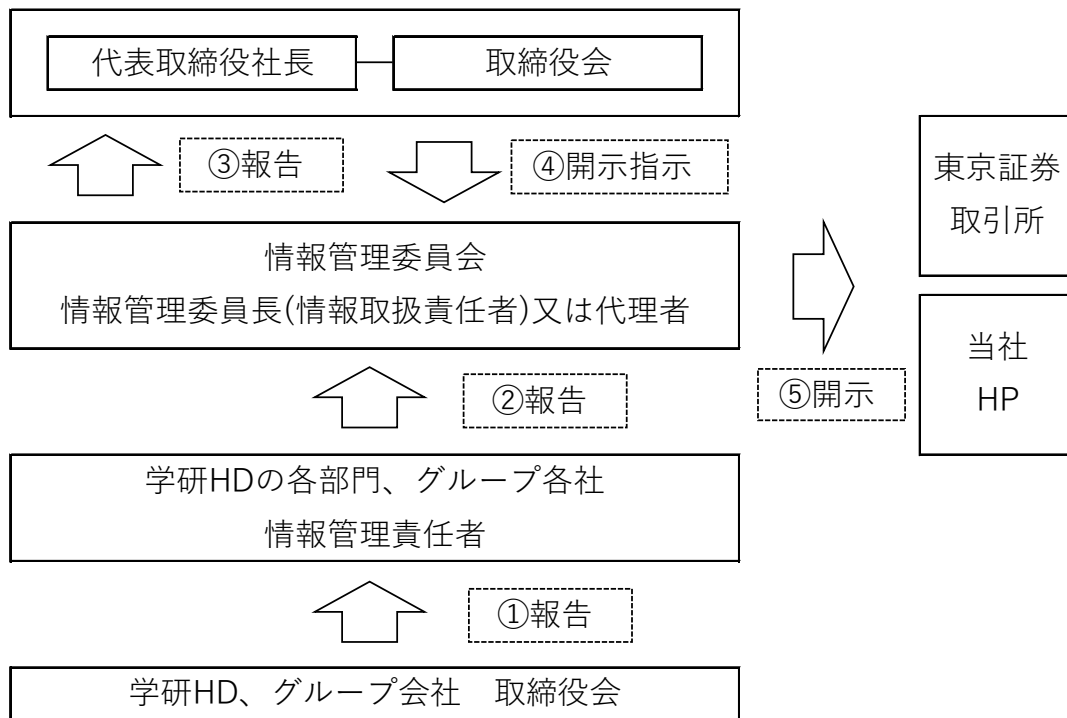 代表取締役社長
取締役会
③報告
④開示指示
情報管理委員会
情報管理委員長(情報取扱責任者)又は代理者
東京証券
取引所
当社
HP
⑤開示
②報告
学研HDの各部門、グループ各社
情報管理責任者
①報告
学研HD、グループ会社　取締役会